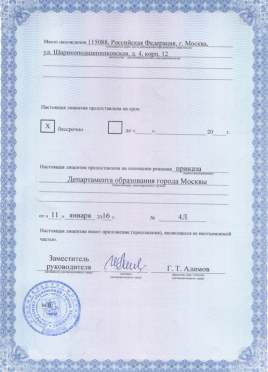 Место нахождения 115088, Российская Федерация, г. Москва,
ул. Шарикоподшипниковская, д. 4, корп. 12
Настоящая лицензия предоставлена на срок:
X бессрочно до « » 20 г.
Настоящая лицензия предоставлена на основании решения приказа
Департамента образования города Москвы
от « 11 » января 2016 г. № 4Л
Настоящая лицензия имеет приложение (приложения), являющееся ее неотъемлемой
частью.
Заместитель
руководителя
Г. Т. Алимов